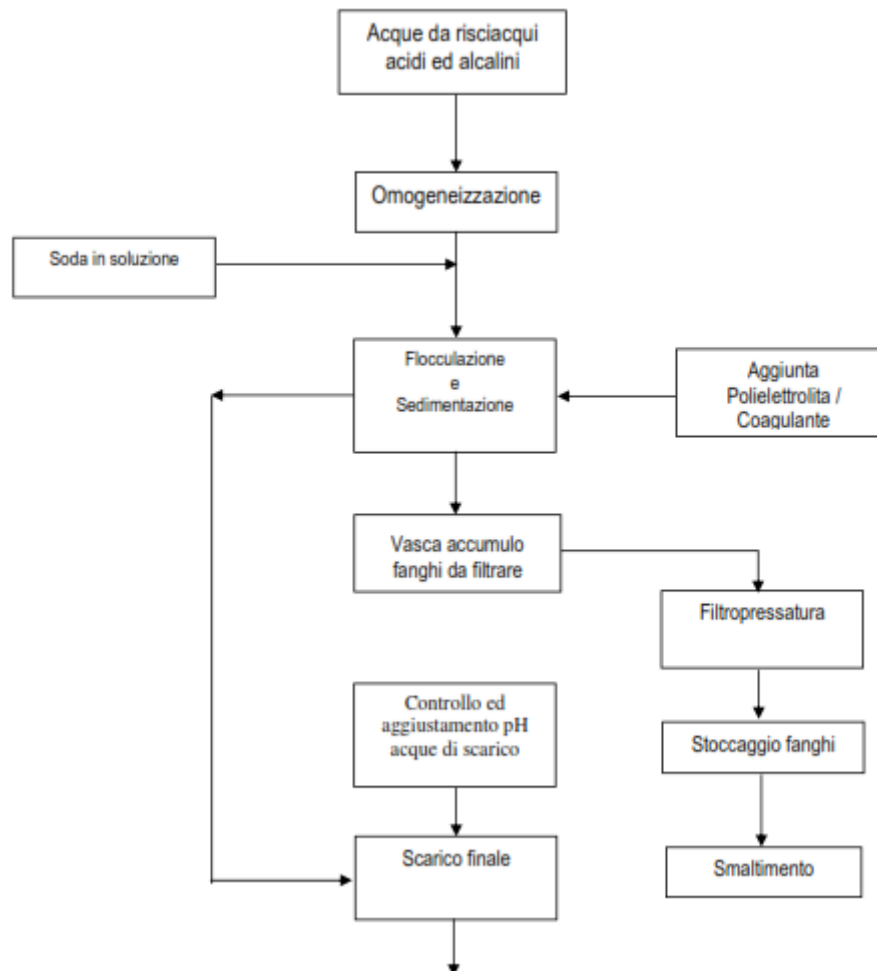 Acque da risciacqui
acidi ed alcalini
Omogeneizzazione
Soda in soluzione
Flocculazione
e
Sedimentazione
Aggiunta
Polielettrolita /
Coagulante
Vasca accumulo
fanghi da filtrare
Filtropressatura
Controllo ed
aggiustamento pH
acque di scarico
Stoccaggio fanghi
Scarico finale
Smaltimento